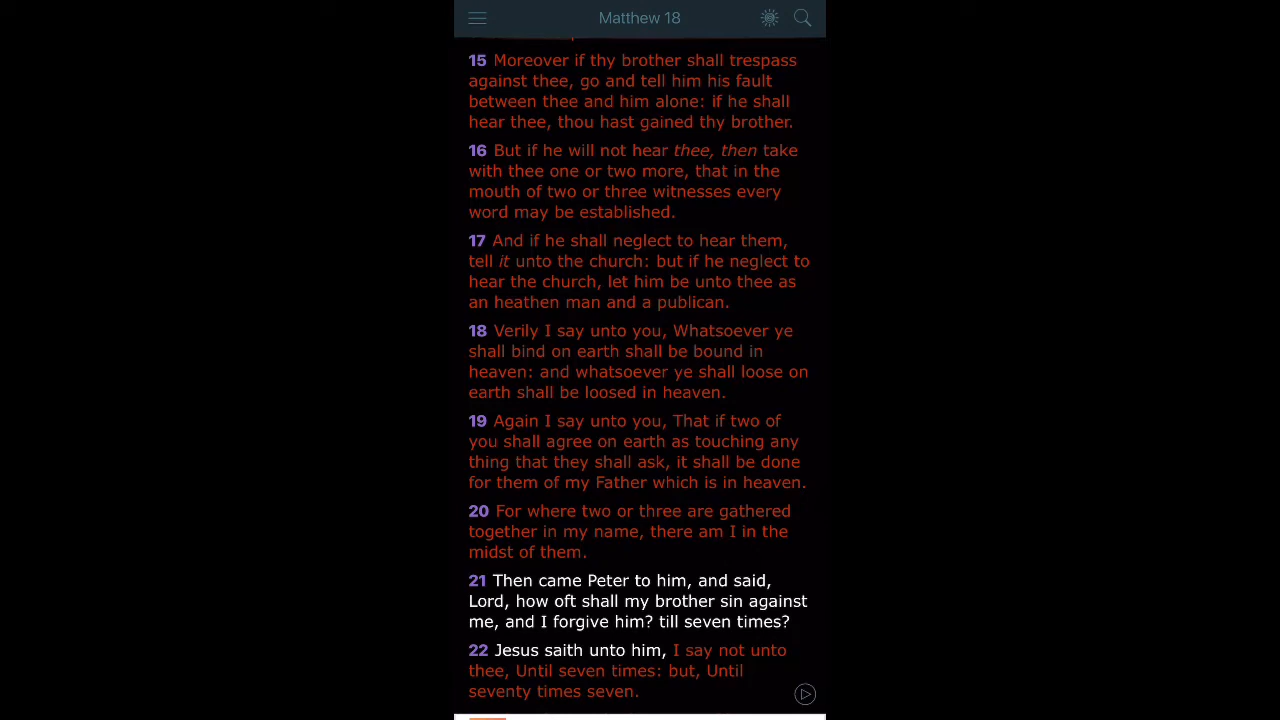 Matthew 18
15 Moreover if thy brother shall trespass
against thee, go and tell him his fault
between thee and him alone: if he shall
hear thee, thou hast gained thy brother.
16 But if he will not hear thee, then take
with thee one or two more, that in the
mouth of two or three witnesses every
word may be established.
17 And if he shall neglect to hear them,
tell it unto the church: but if he neglect to
hear the church, let him be unto thee as
an heathen man and a publican.
18 Verily I say unto you, Whatsoever ye
shall bind on earth shall be bound in
heaven: and whatsoever ye shall loose on
earth shall be loosed in heaven.
19 Again I say unto you, That if two of
you shall agree on earth as touching any
thing that they shall ask, it shall be done
for them of my Father which is in heaven.
20 For where two or three are gathered
together in my name, there am I in the
midst of them.
21 Then came Peter to him, and said,
Lord, how oft shall my brother sin against
me, and I forgive him? till seven times?
22 Jesus saith unto him, I say not unto
thee, Until seven times: but, Until
seventy times seven.